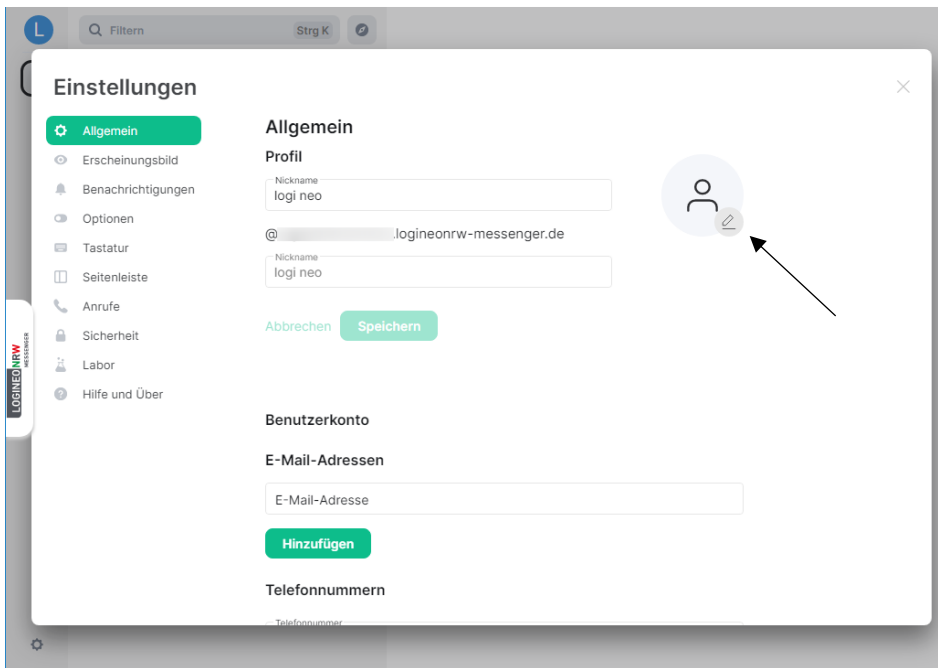 L
Filtern
Strg K
Einstellungen
Allgemein
Erscheinungsbild
Benachrichtigungen
Optionen
Tastatur
Seitenleiste
Anrufe
Sicherheit
Labor
Hilfe und Über
LOGINEO NRW
MESSENGER
Allgemein
Profil
Nickname
logi neo
@ .logineonrw-messenger.de
Nickname
logi neo
Abbrechen
Speichern
Benutzerkonto
E-Mail-Adressen
E-Mail-Adresse
Hinzufügen
Telefonnummern
Telefonnummer